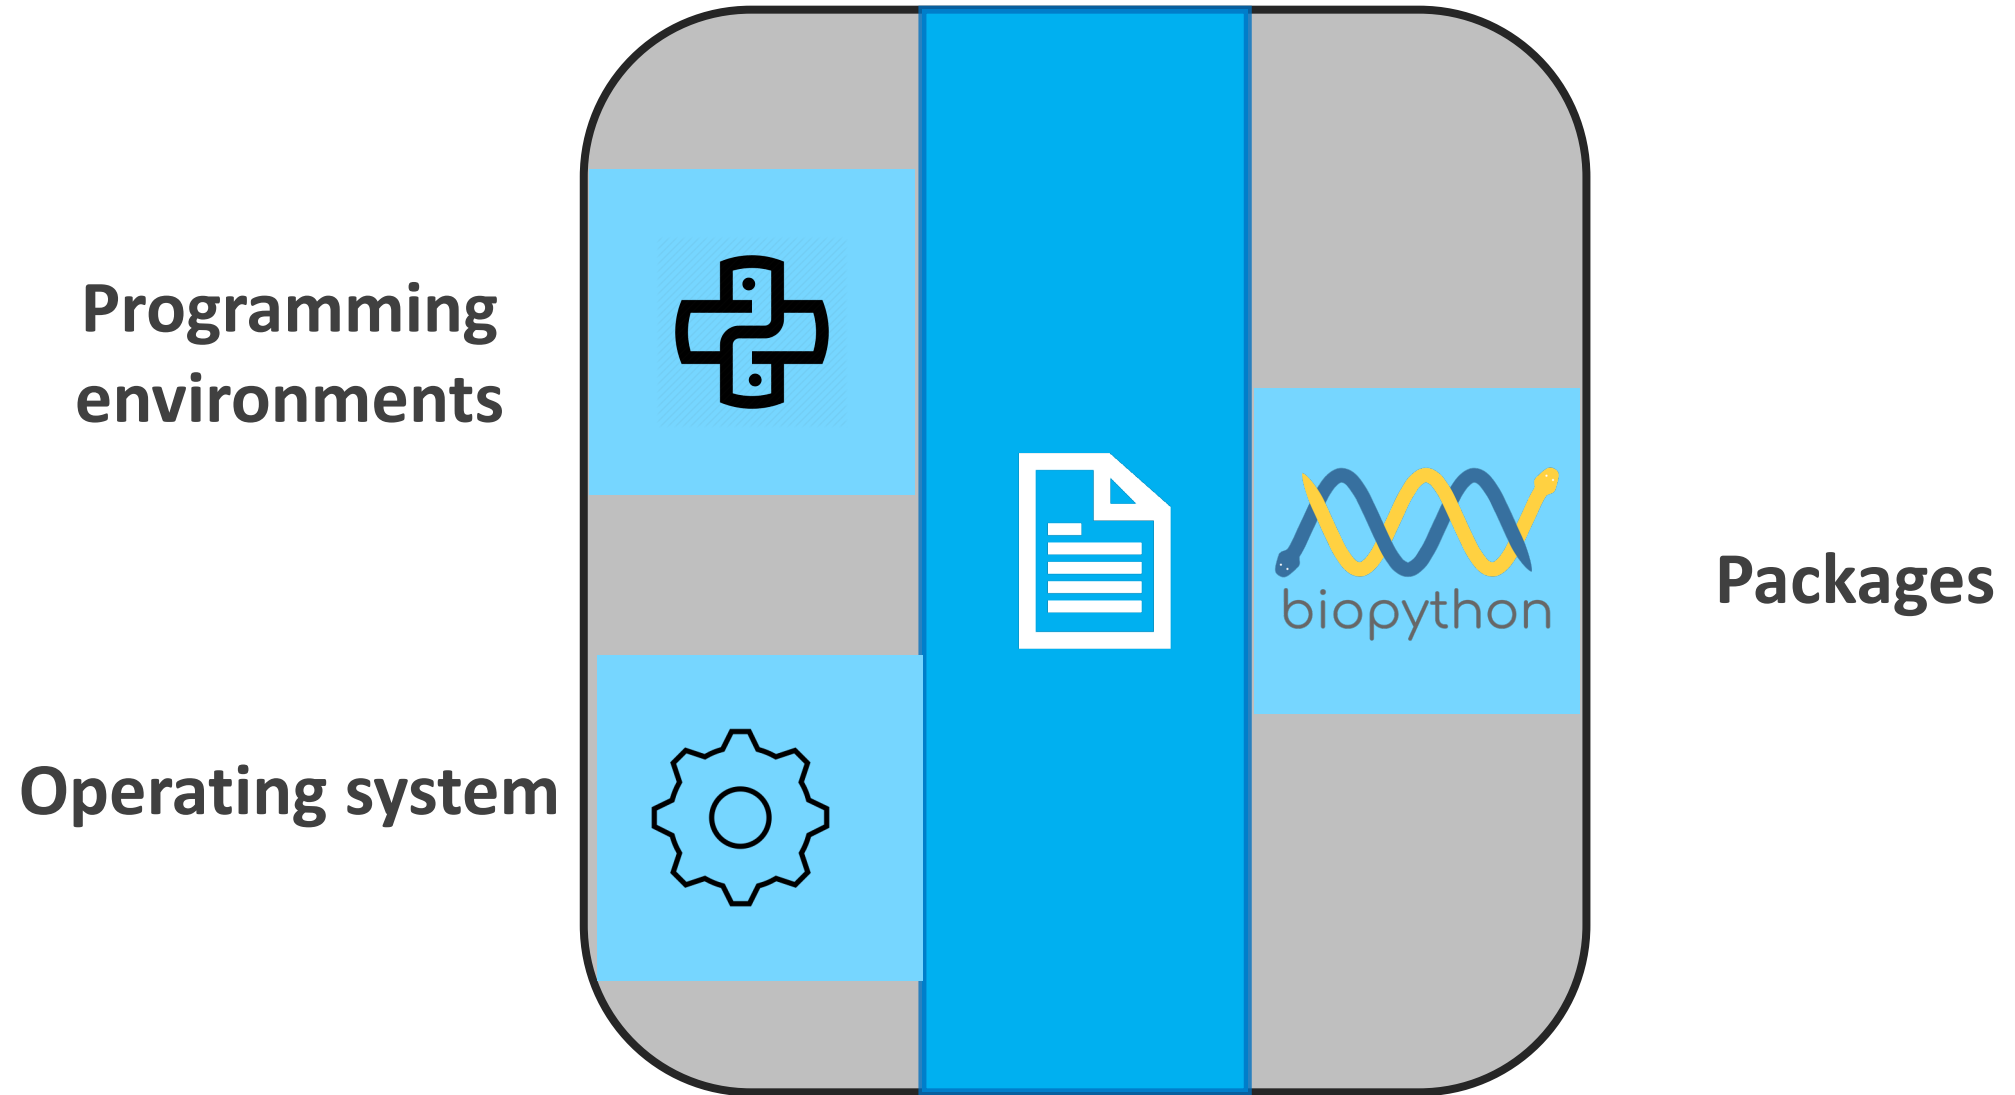 Programming
environments
biopython
Packages
Operating system